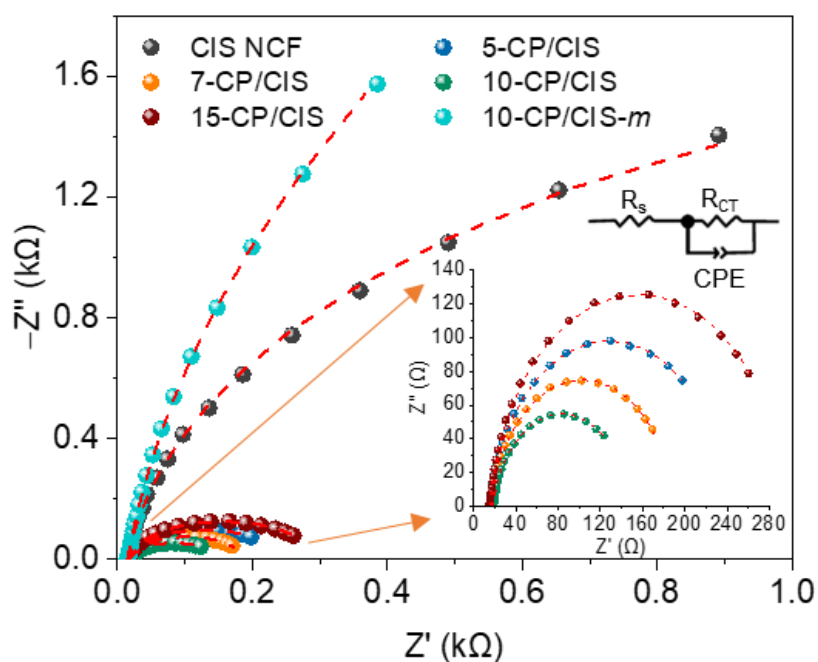 CIS NCF 5-CP/CIS
7-CP/CIS 10-CP/CIS
15-CP/CIS 10-CP/CIS-m
−Z'' (kΩ)
1.6
1.2
0.8
0.4
0.0
0.0 0.2 0.4 0.6 0.8 1.0
Z' (kΩ)
Rs RCT
CPE
Z'' (Ω)
140
120
100
80
60
40
20
0
0 40 80 120 160 200 240 280
Z' (Ω)